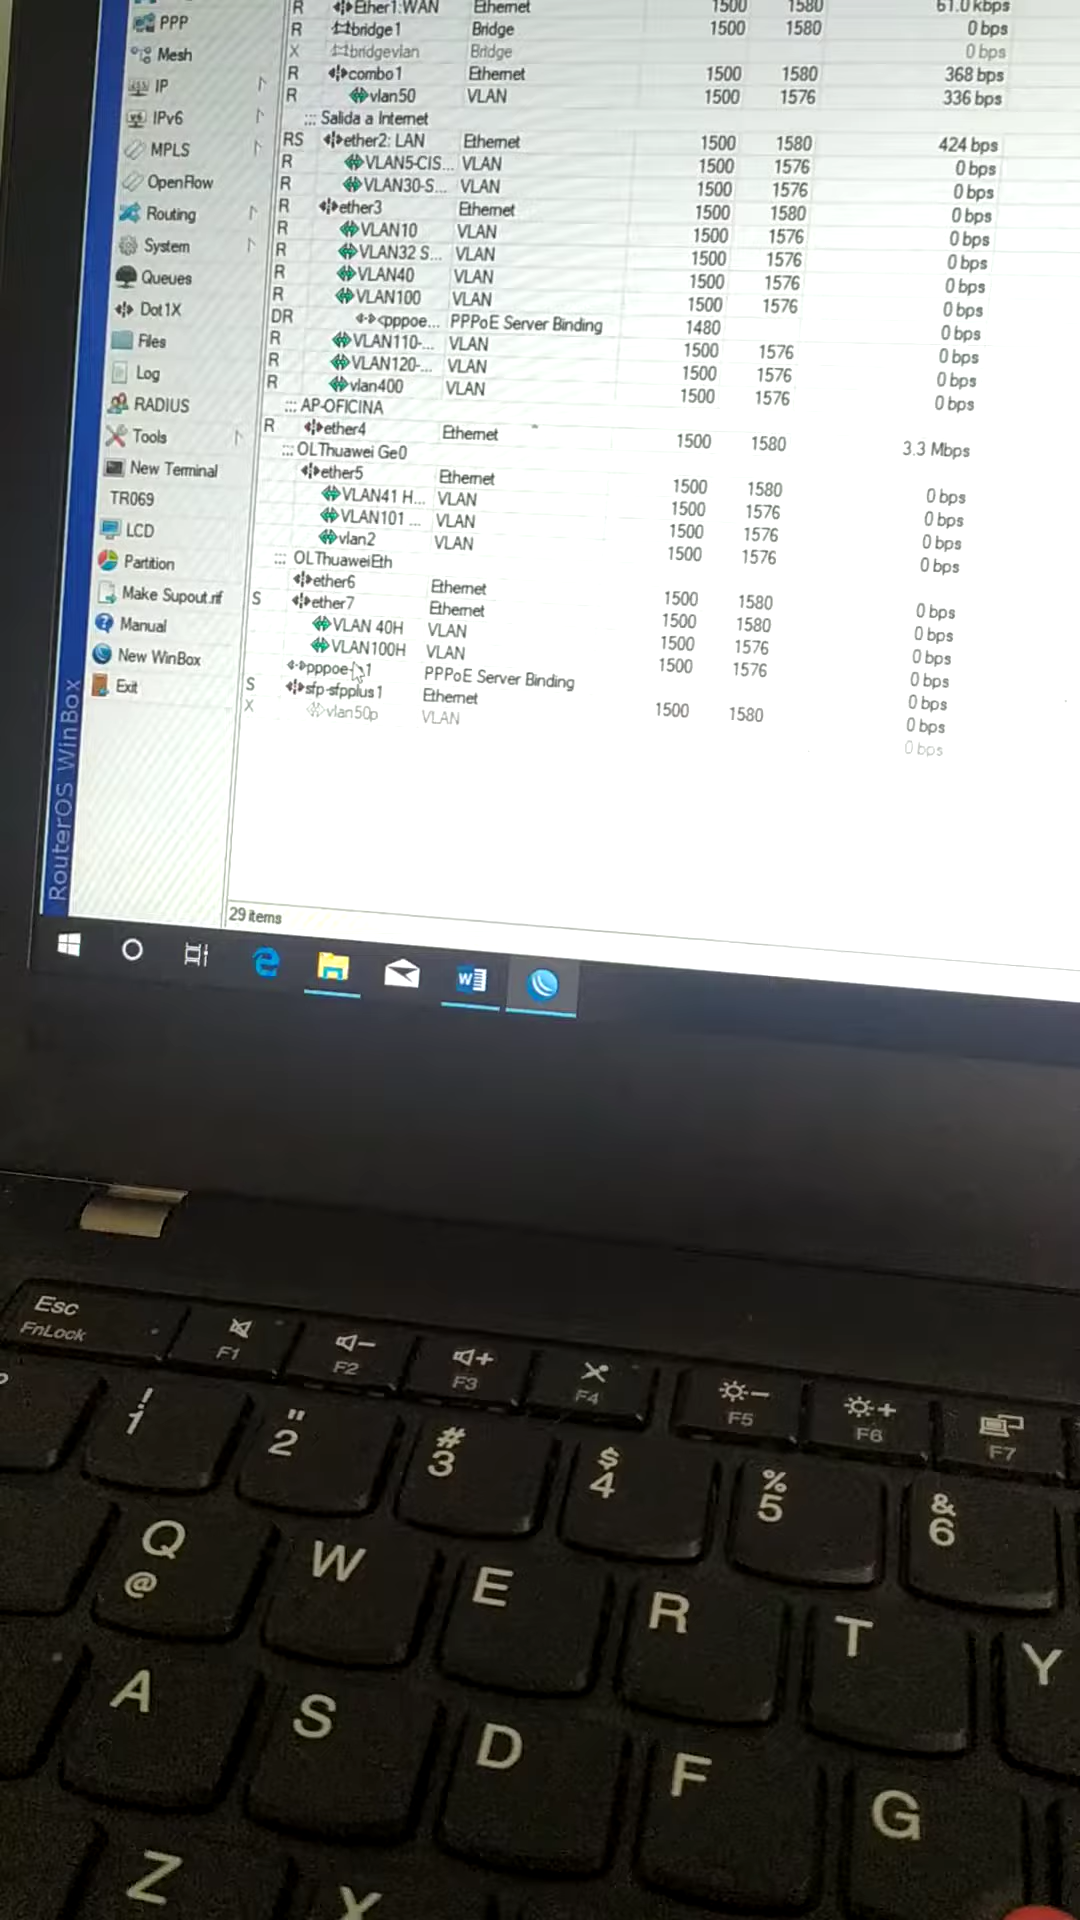 R Ether1:WAN Ethernet 1500 1580 61.0 kbps
PPP R bridge1 Bridge 1500 1580 0 bps
Mesh X bridgevlan Bridge 0 bps
IP R combo1 Ethernet 1500 1580 368 bps
IPv6 R vlan50 VLAN 1500 1576 336 bps
::: Salida a Internet
MPLS RS ether2: LAN Ethernet 1500 1580 424 bps
R VLAN5-CIS... VLAN 1500 1576 0 bps
OpenFlow R VLAN30-S... VLAN 1500 1576 0 bps
Routing R ether3 Ethernet 1500 1580 0 bps
R VLAN10 VLAN 1500 1576 0 bps
System R VLAN32 S... VLAN 1500 1576 0 bps
Queues R VLAN40 VLAN 1500 1576 0 bps
R VLAN100 VLAN 1500 1576 0 bps
Dot1X DR <pppoe... PPPoE Server Binding 1480 0 bps
Files R VLAN110-... VLAN 1500 1576 0 bps
R VLAN120-... VLAN 1500 1576 0 bps
Log R vlan400 VLAN 1500 1576 0 bps
RADIUS ::: AP-OFICINA
Tools R ether4 Ethernet 1500 1580 3.3 Mbps
::: OLThuawei Ge0
New Terminal ether5 Ethernet 1500 1580 0 bps
TR069 VLAN41 H... VLAN 1500 1576 0 bps
VLAN101 ... VLAN 1500 1576 0 bps
LCD vlan2 VLAN 1500 1576 0 bps
Partition ::: OLThuaweiEth
ether6 Ethernet 1500 1580 0 bps
Make Supout.rif S ether7 Ethernet 1500 1580 0 bps
Manual VLAN 40H VLAN 1500 1576 0 bps
VLAN100H VLAN 1500 1576 0 bps
New WinBox PPPoE Server Binding 0 bps
Exit S sfp-sfpplus1 Ethernet 1500 1580 0 bps
X vlan50p VLAN 0 bps
RouterOS WinBox
29 items
Esc
FnLock
F1 F2 F3 F4 F5 F6 F7
! " # $ % &
1 2 3 4 5 6
Q W E R T Y
@
A S D F G
Z X